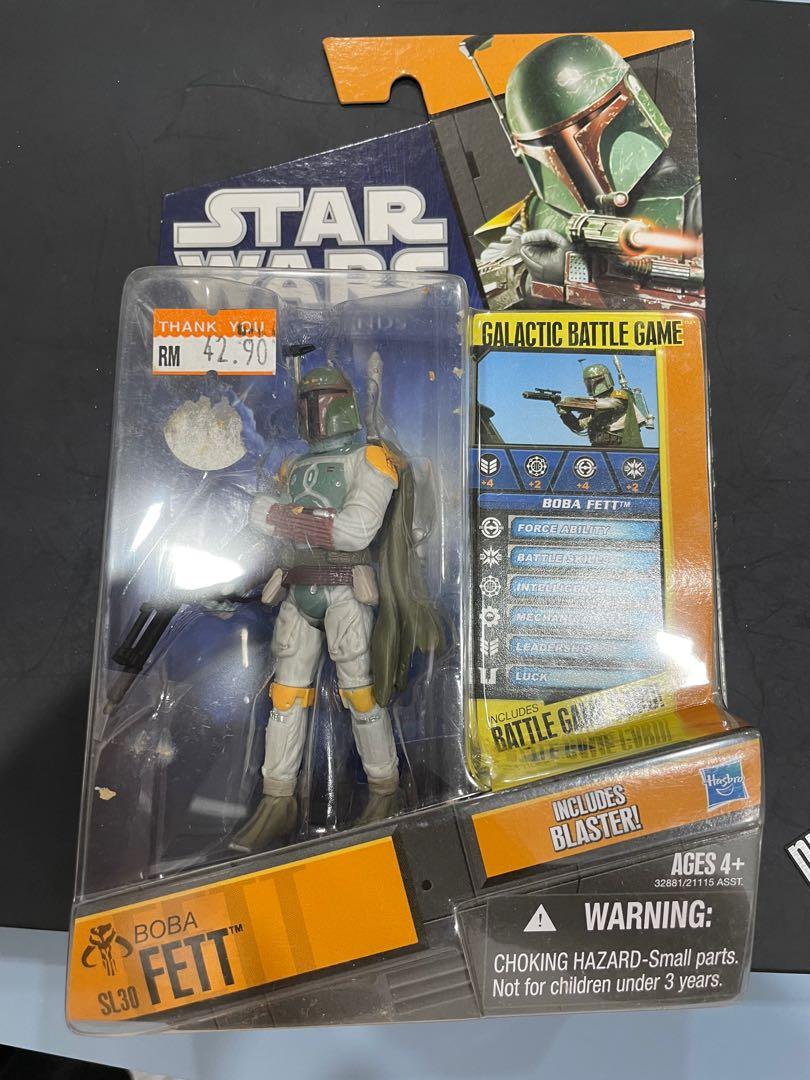 STAR
WARS
THANK YOU
RM 42.90
GALACTIC BATTLE GAME
+4 +2 +4 +2
BOBA FETT™
FORCE ABILITY
BATTLE SKILL
LEADERSHIP
LUCK
INCLUDES
BATTLE GAME
Hasbro
INCLUDES
BLASTER!
AGES 4+
32881/21115 ASST.
WARNING:
CHOKING HAZARD-Small parts.
Not for children under 3 years.
BOBA
FETT™
SL30